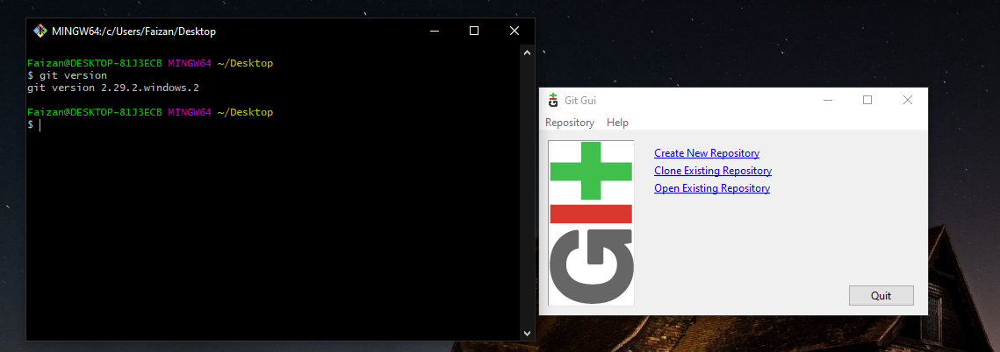 MINGW64:/c/Users/Faizan/Desktop
Faizan@DESKTOP-81J3ECB MINGW64 ~/Desktop
$ git version
git version 2.29.2.windows.2
Faizan@DESKTOP-81J3ECB MINGW64 ~/Desktop
$
Git Gui
Repository Help
Create New Repository
Clone Existing Repository
Open Existing Repository
GIT
Quit